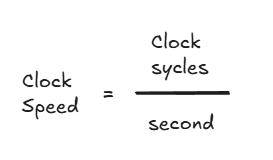 Clock
sycles
Clock
Speed
=
second